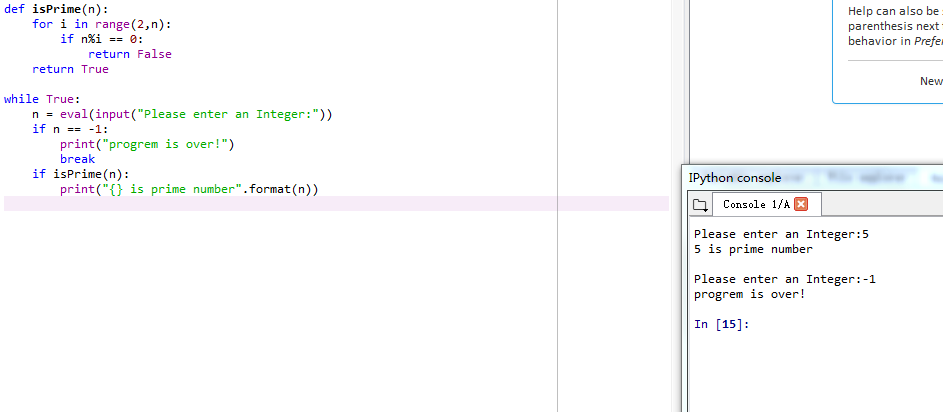 def isPrime(n):
    for i in range(2,n):
        if n%i == 0:
            return False
    return True
while True:
    n = eval(input("Please enter an Integer:"))
    if n == -1:
        print("progrem is over!")
        break
    if isPrime(n):
        print("{} is prime number".format(n))
Help can also be
parenthesis next
behavior in Prefer
New
IPython console
Console 1/A
Please enter an Integer:5
5 is prime number
Please enter an Integer:-1
progrem is over!
In [15]: